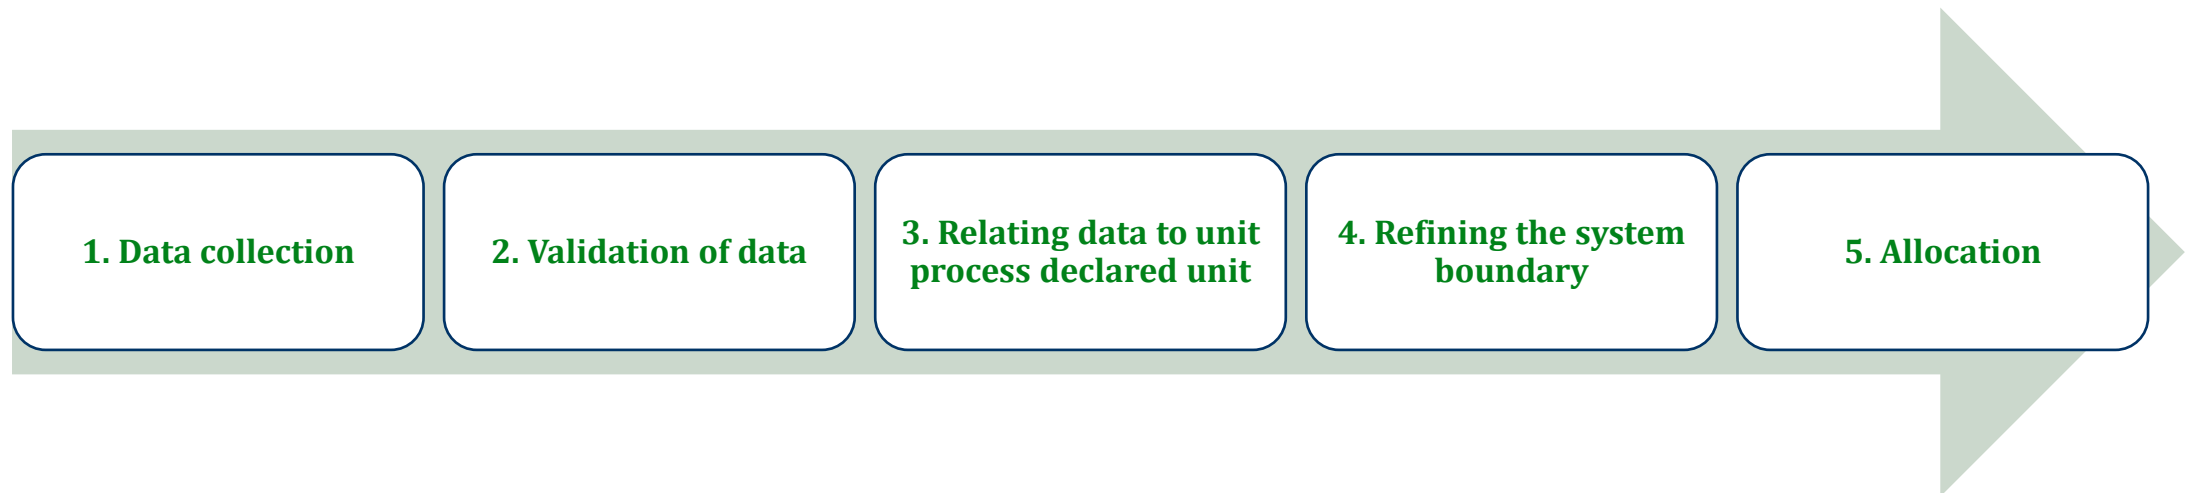 1. Data collection
2. Validation of data
3. Relating data to unit
process declared unit
4. Refining the system
boundary
5. Allocation